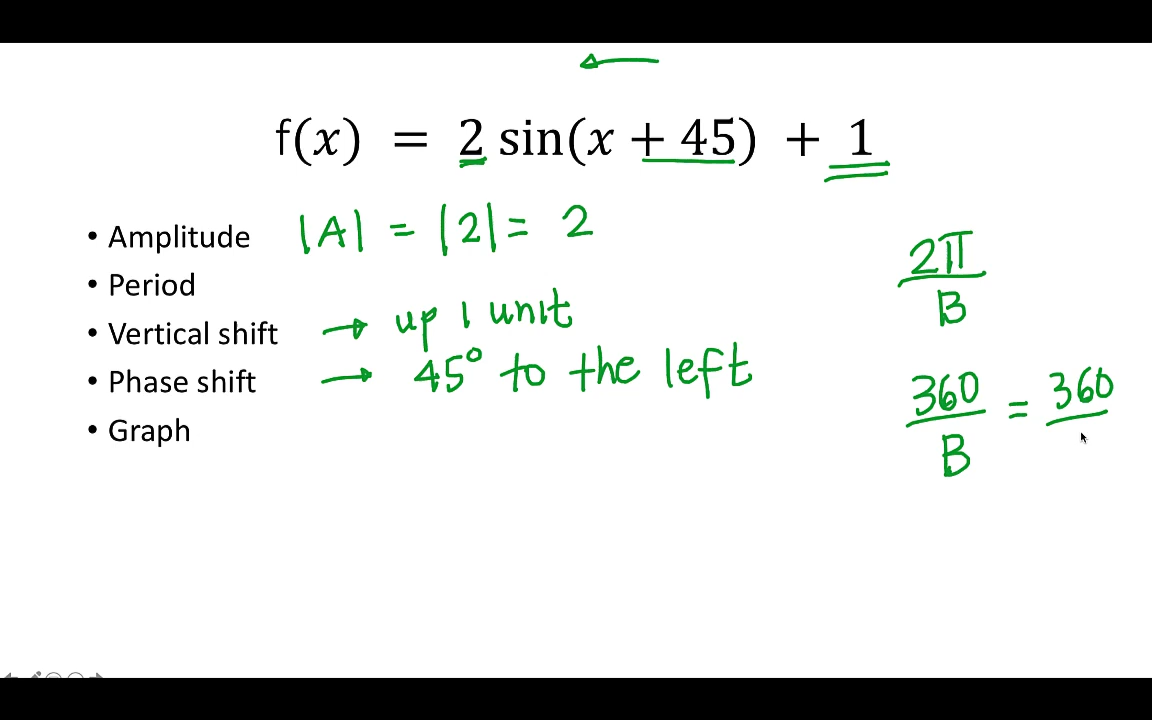 f(x) = 2 sin(x + 45) + 1
• Amplitude |A| = |2| = 2
• Period
• Vertical shift → up 1 unit
• Phase shift → 45° to the left
• Graph
2π/B
360/B = 360/